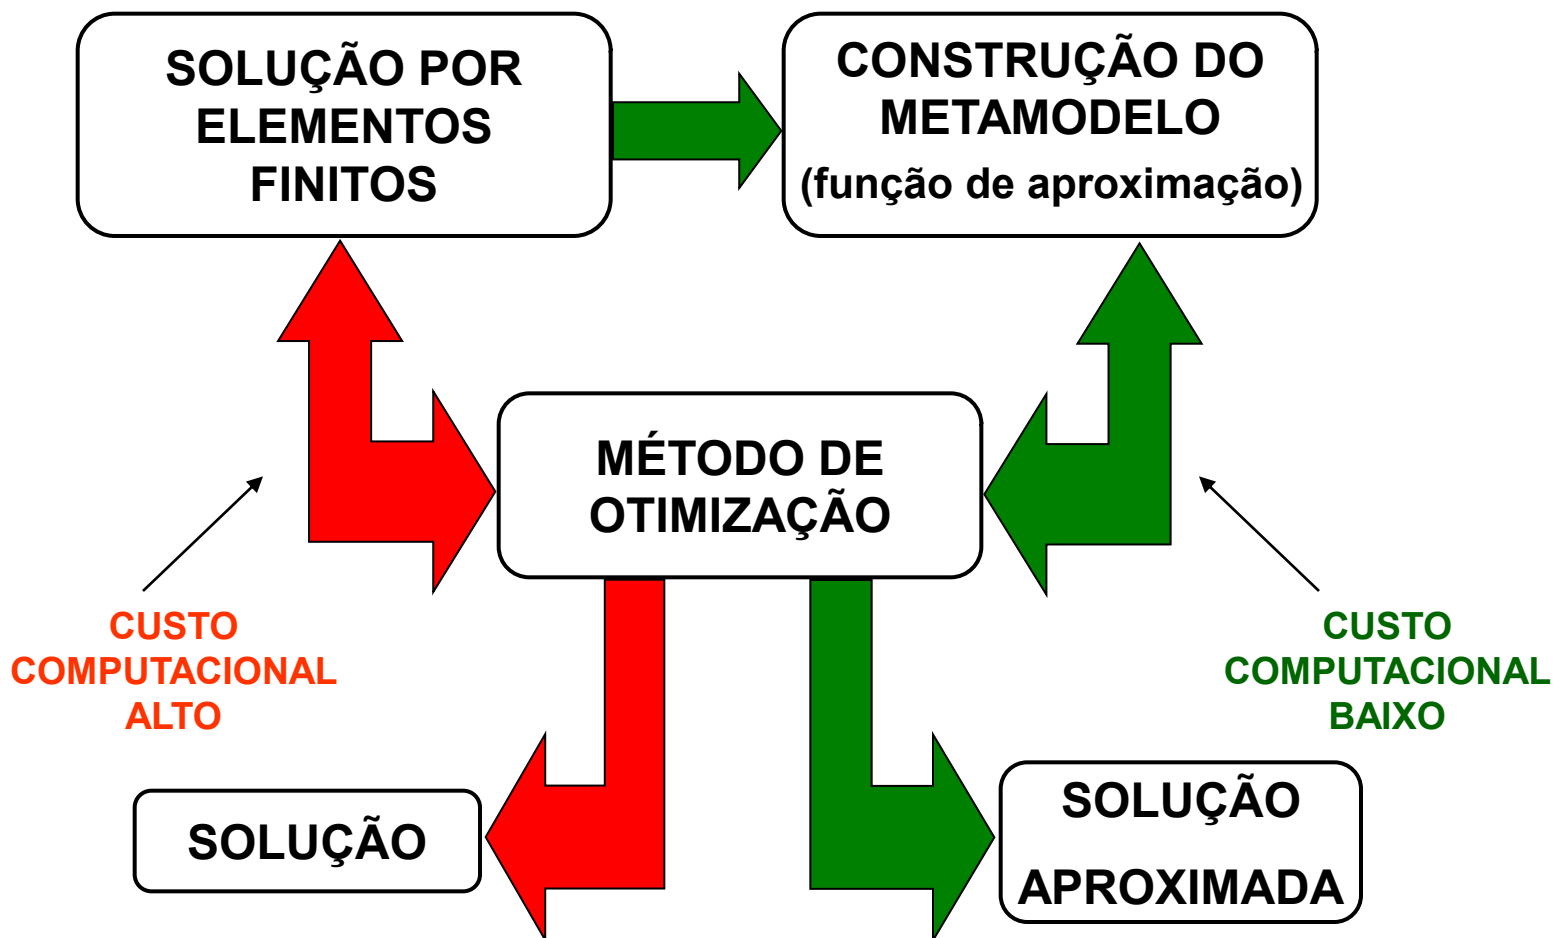 SOLUÇÃO POR
ELEMENTOS
FINITOS
CONSTRUÇÃO DO
METAMODELO
(função de aproximação)
MÉTODO DE
OTIMIZAÇÃO
CUSTO
COMPUTACIONAL
ALTO
CUSTO
COMPUTACIONAL
BAIXO
SOLUÇÃO
SOLUÇÃO
APROXIMADA